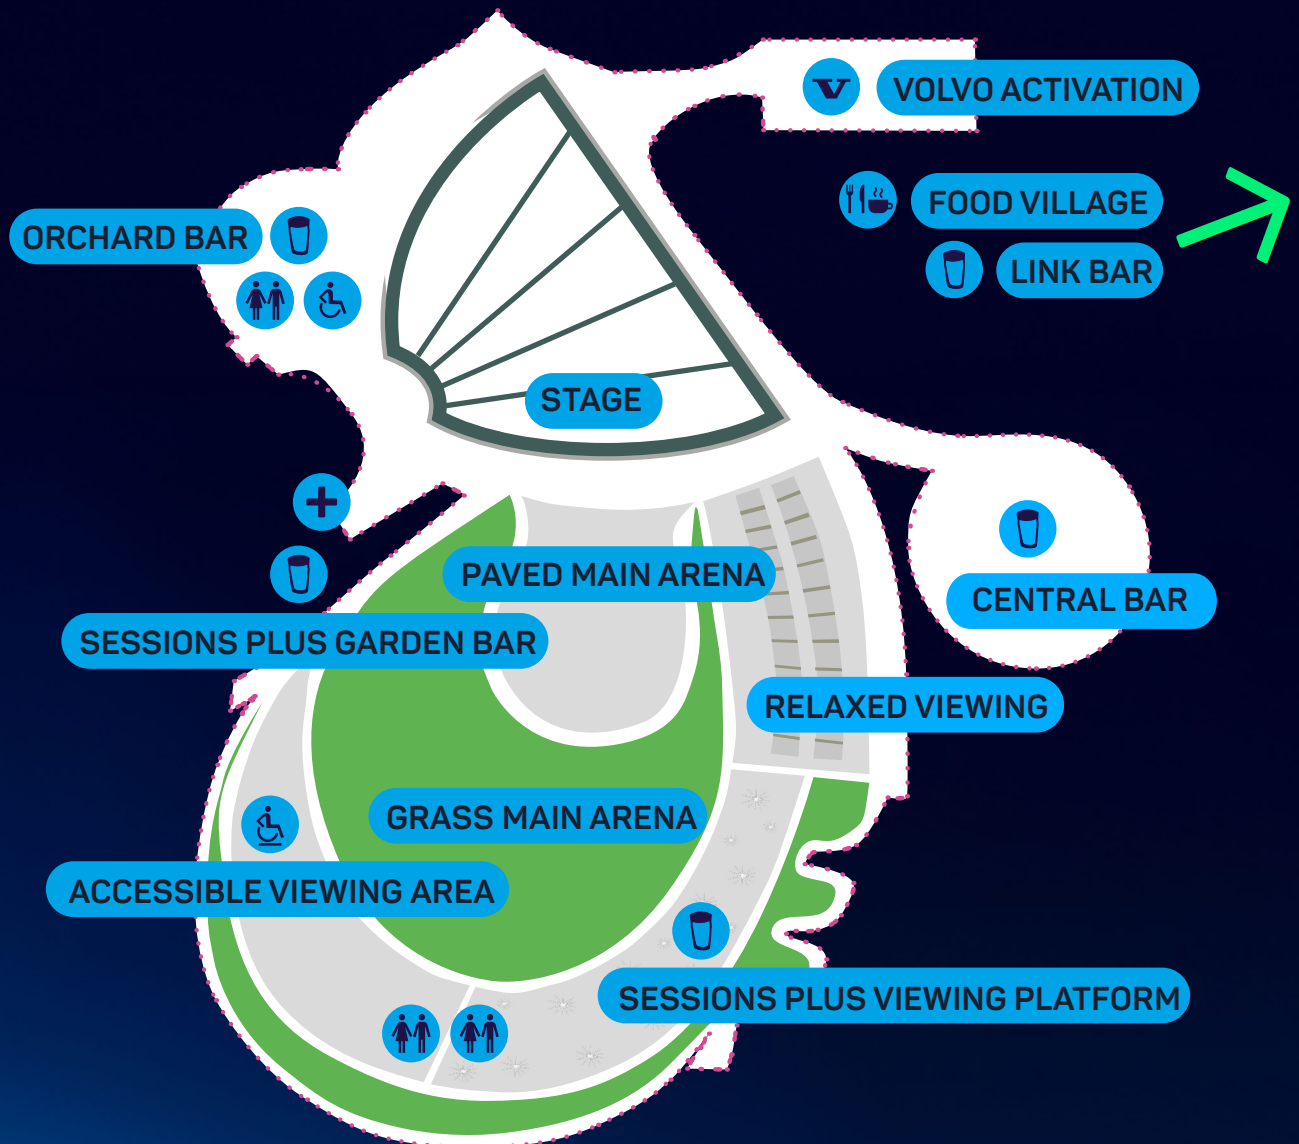 V
VOLVO ACTIVATION
FOOD VILLAGE
ORCHARD BAR
LINK BAR
STAGE
PAVED MAIN ARENA
CENTRAL BAR
SESSIONS PLUS GARDEN BAR
RELAXED VIEWING
GRASS MAIN ARENA
ACCESSIBLE VIEWING AREA
SESSIONS PLUS VIEWING PLATFORM